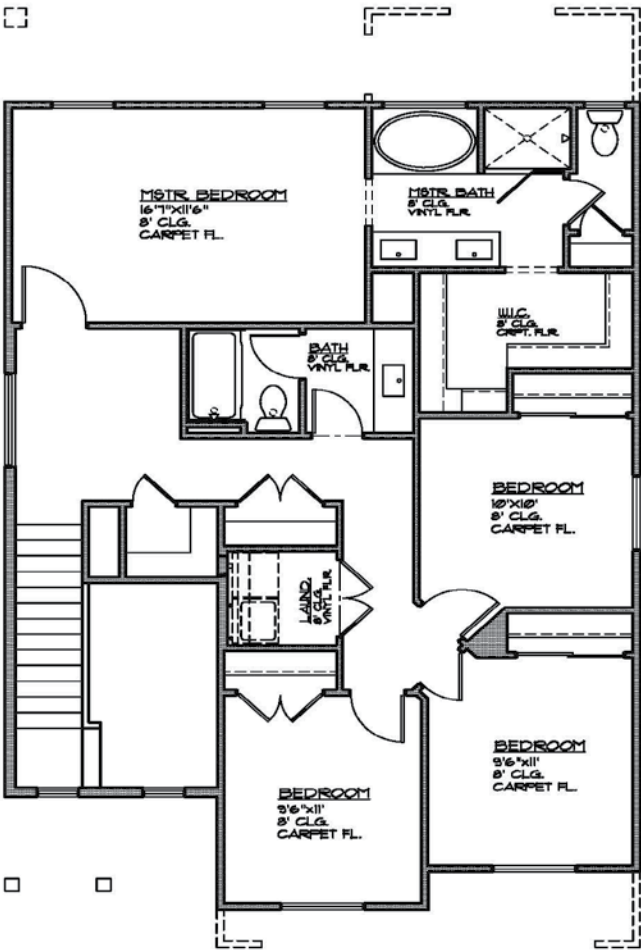 MSTR. BEDROOM
16'7"X11'6"
8' CLG.
CARPET FL.
MSTR. BATH
8' CLG.
VINYL FLR.
W.I.C.
8' CLG.
CRPT. FLR.
BATH
8' CLG.
VINYL FLR.
BEDROOM
10'X10'
8' CLG.
CARPET FL.
LAUND.
8' CLG.
VINYL FLR.
BEDROOM
9'6"x11'
8' CLG.
CARPET FL.
BEDROOM
9'6"x11'
8' CLG.
CARPET FL.